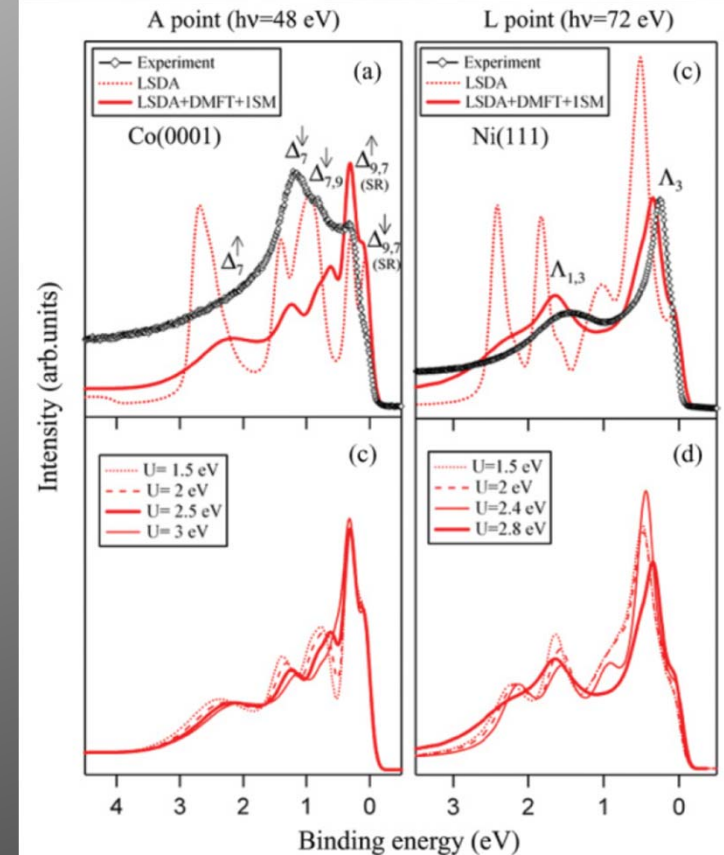 A point (hν=48 eV)
L point (hν=72 eV)
Experiment
LSDA
LSDA+DMFT+1SM
(a)
Co(0001)
Δ7↑
Δ7↓
Δ7,9↓
Δ9,7↑
(SR)
Δ9,7↓
(SR)
Experiment
LSDA
LSDA+DMFT+1SM
(c)
Ni(111)
Λ1,3
Λ3
Intensity (arb.units)
U= 1.5 eV
U= 2 eV
U= 2.5 eV
U= 3 eV
(c)
U=1.5 eV
U=2 eV
U=2.4 eV
U=2.8 eV
(d)
4 3 2 1 0
3 2 1 0
Binding energy (eV)